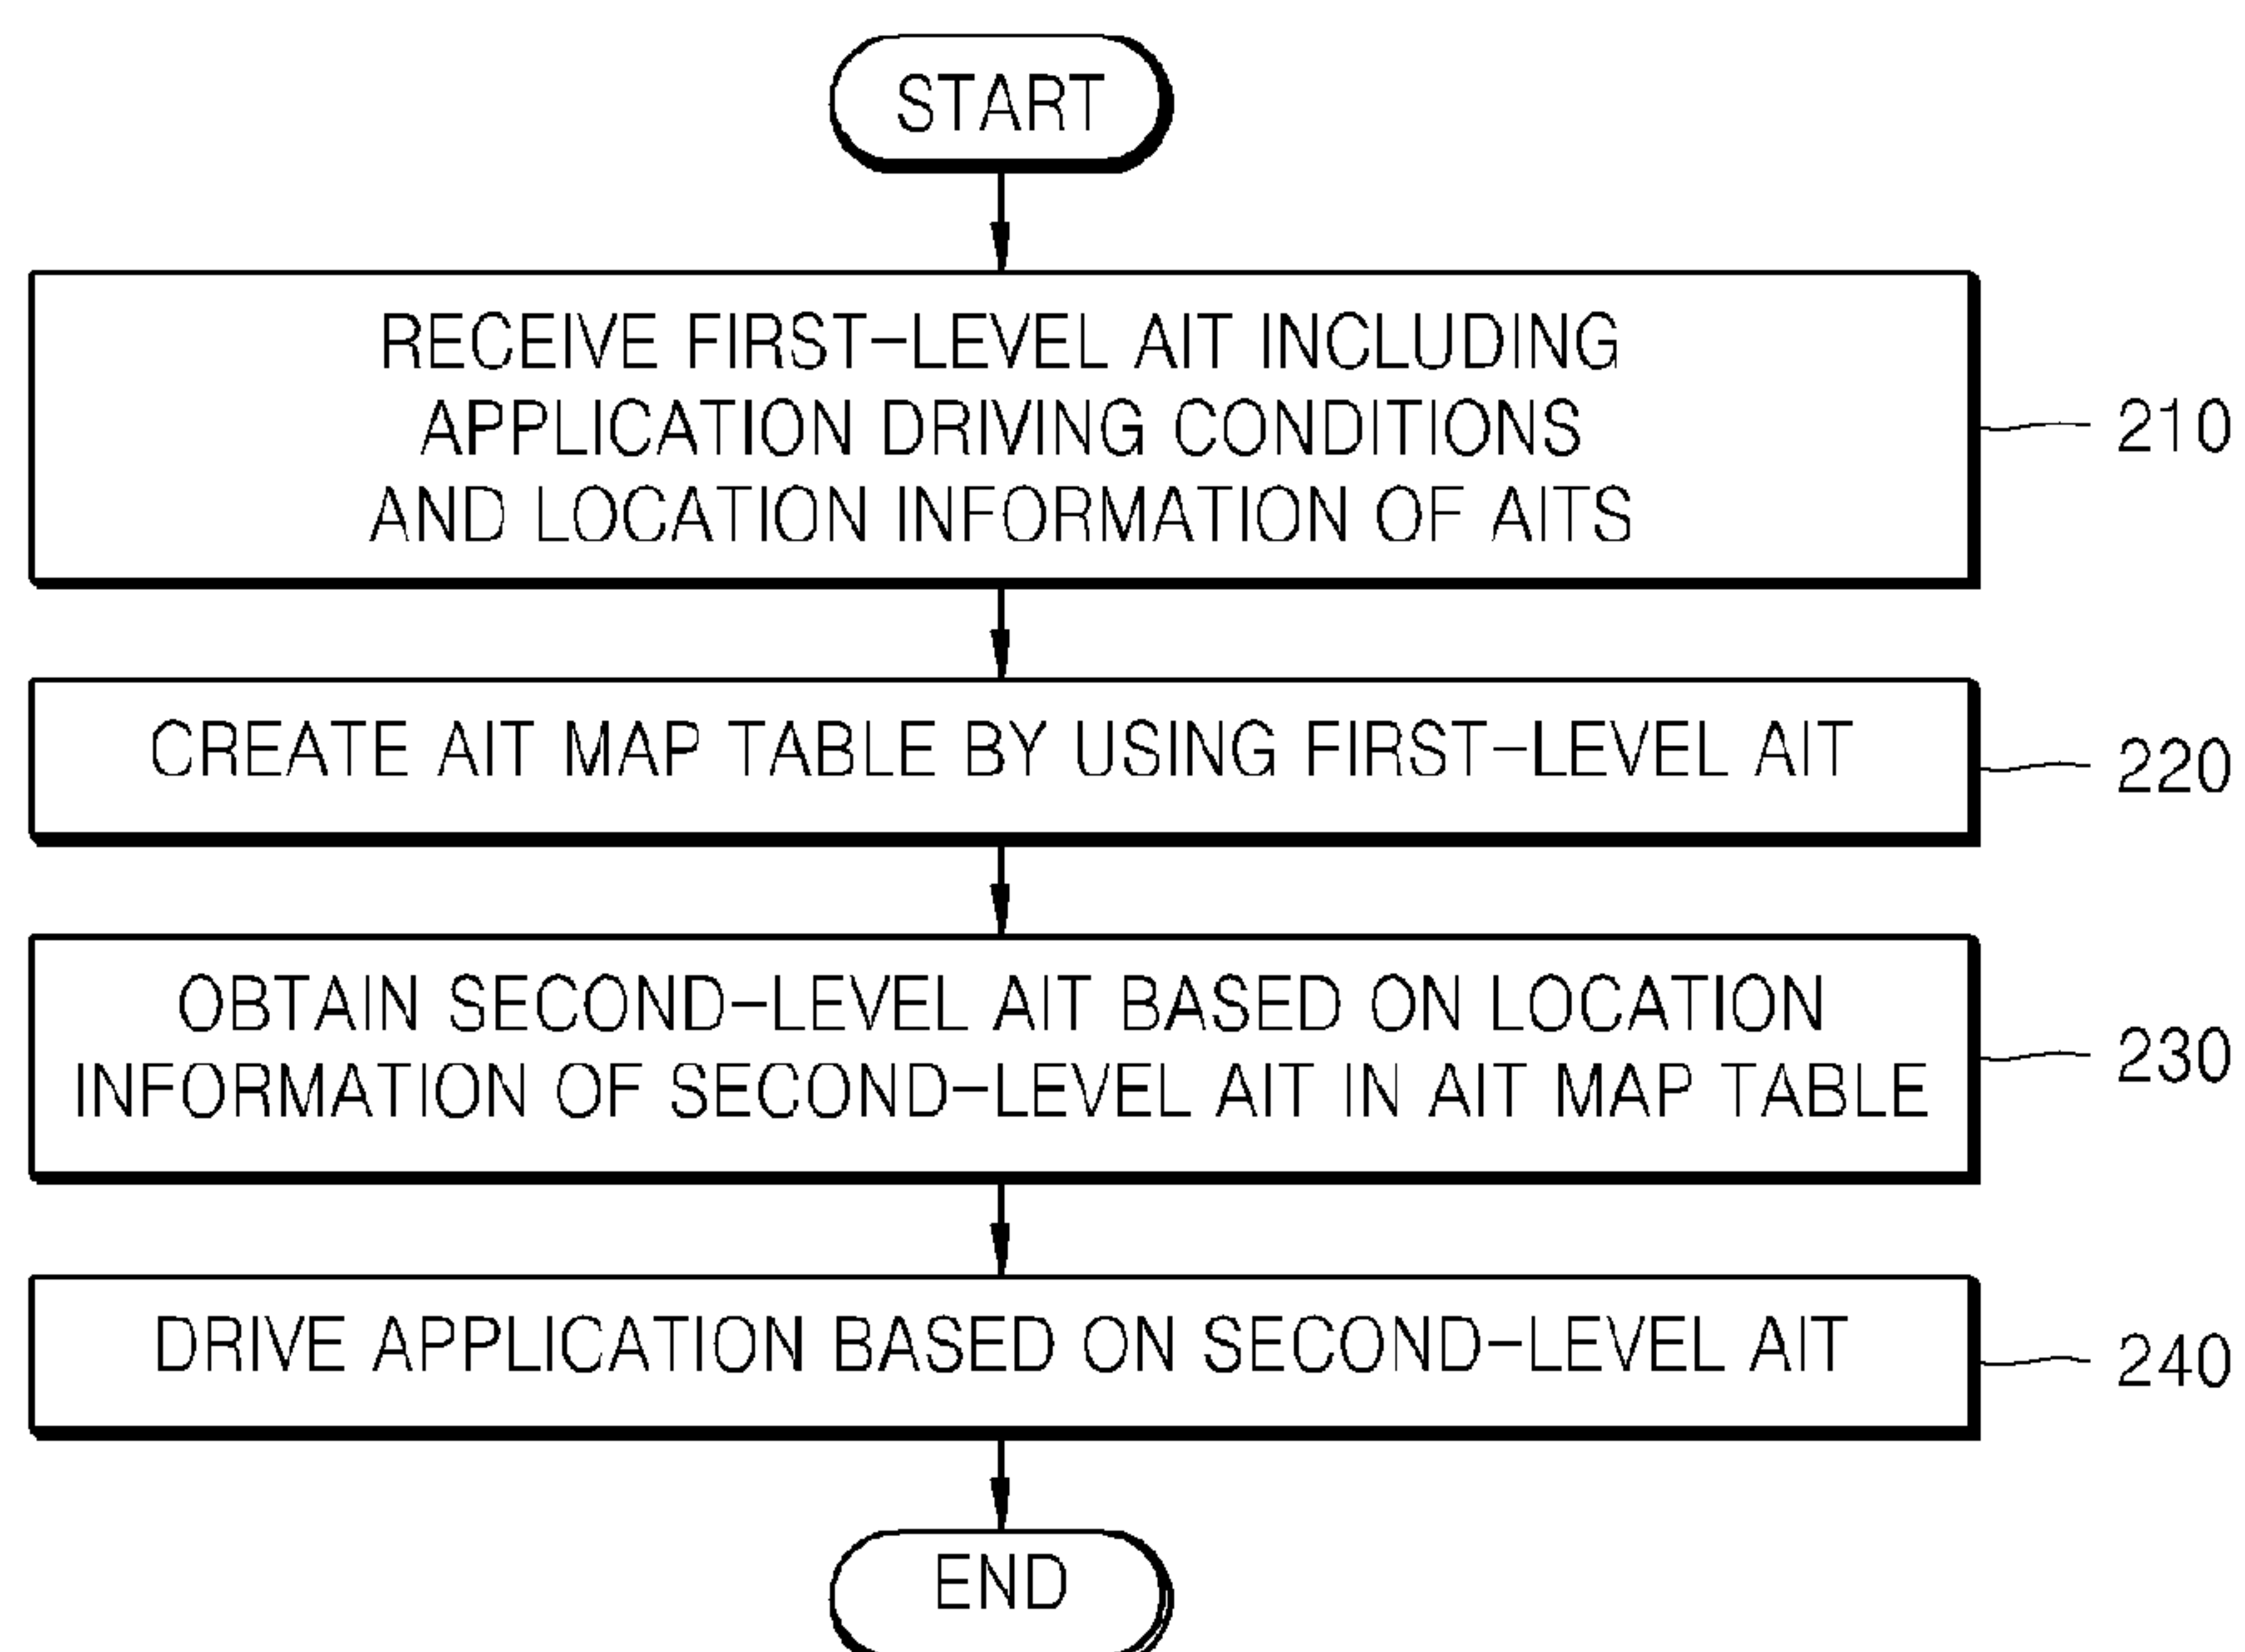 START
RECEIVE FIRST-LEVEL AIT INCLUDING
APPLICATION DRIVING CONDITIONS
AND LOCATION INFORMATION OF AITS
210
CREATE AIT MAP TABLE BY USING FIRST-LEVEL AIT
220
OBTAIN SECOND-LEVEL AIT BASED ON LOCATION
INFORMATION OF SECOND-LEVEL AIT IN AIT MAP TABLE
230
DRIVE APPLICATION BASED ON SECOND-LEVEL AIT
240
END